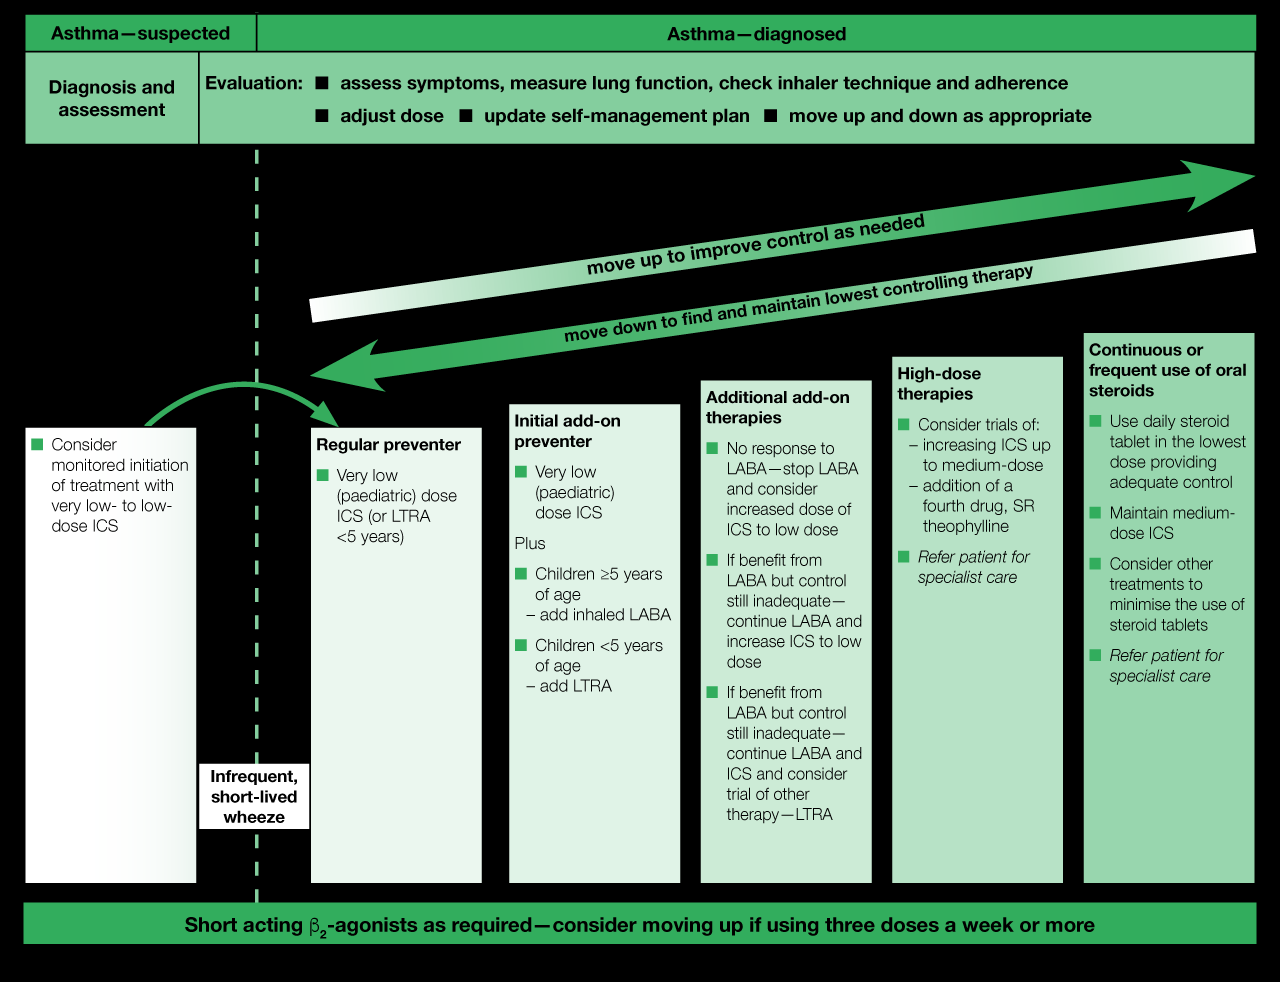 Asthma—suspected
Asthma—diagnosed
Diagnosis and
assessment
Evaluation: ■ assess symptoms, measure lung function, check inhaler technique and adherence
■ adjust dose ■ update self-management plan ■ move up and down as appropriate
move up to improve control as needed
move down to find and maintain lowest controlling therapy
■ Consider
monitored initiation
of treatment with
very low- to low-
dose ICS
Infrequent,
short-lived
wheeze
Regular preventer
■ Very low
(paediatric) dose
ICS (or LTRA
<5 years)
Initial add-on
preventer
■ Very low
(paediatric)
dose ICS
Plus
■ Children ≥5 years
of age
– add inhaled LABA
■ Children <5 years
of age
– add LTRA
Additional add-on
therapies
■ No response to
LABA—stop LABA
and consider
increased dose of
ICS to low dose
■ If benefit from
LABA but control
still inadequate—
continue LABA and
increase ICS to low
dose
■ If benefit from
LABA but control
still inadequate—
continue LABA and
ICS and consider
trial of other
therapy—LTRA
High-dose
therapies
■ Consider trials of:
– increasing ICS up
to medium-dose
– addition of a
fourth drug, SR
theophylline
■ Refer patient for
specialist care
Continuous or
frequent use of oral
steroids
■ Use daily steroid
tablet in the lowest
dose providing
adequate control
■ Maintain medium-
dose ICS
■ Consider other
treatments to
minimise the use of
steroid tablets
■ Refer patient for
specialist care
Short acting β₂-agonists as required—consider moving up if using three doses a week or more